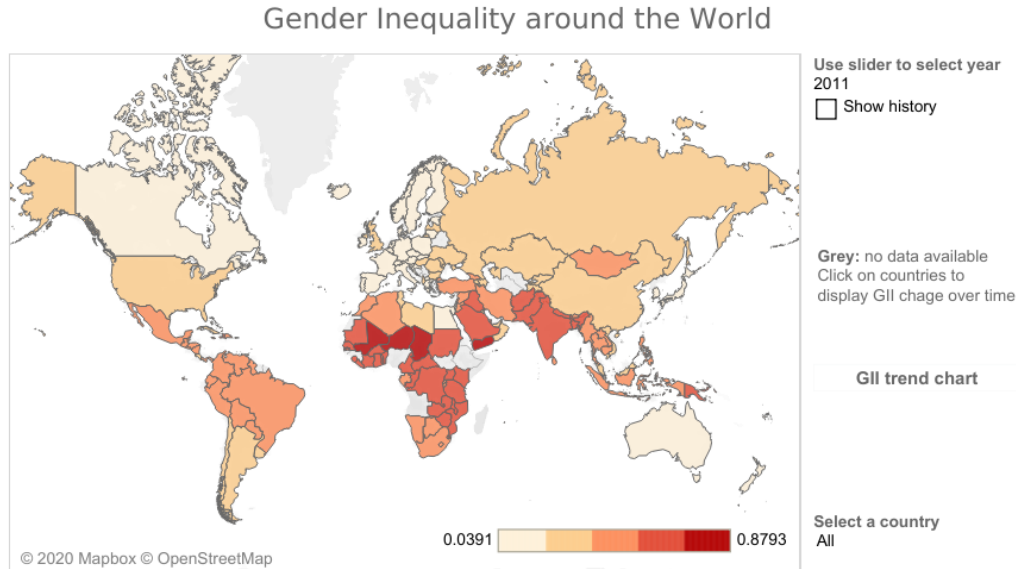 Gender Inequality around the World
Use slider to select year
2011
Show history
Grey: no data available
Click on countries to
display GII chage over time
GII trend chart
Select a country
All
0.0391
0.8793
© 2020 Mapbox © OpenStreetMap